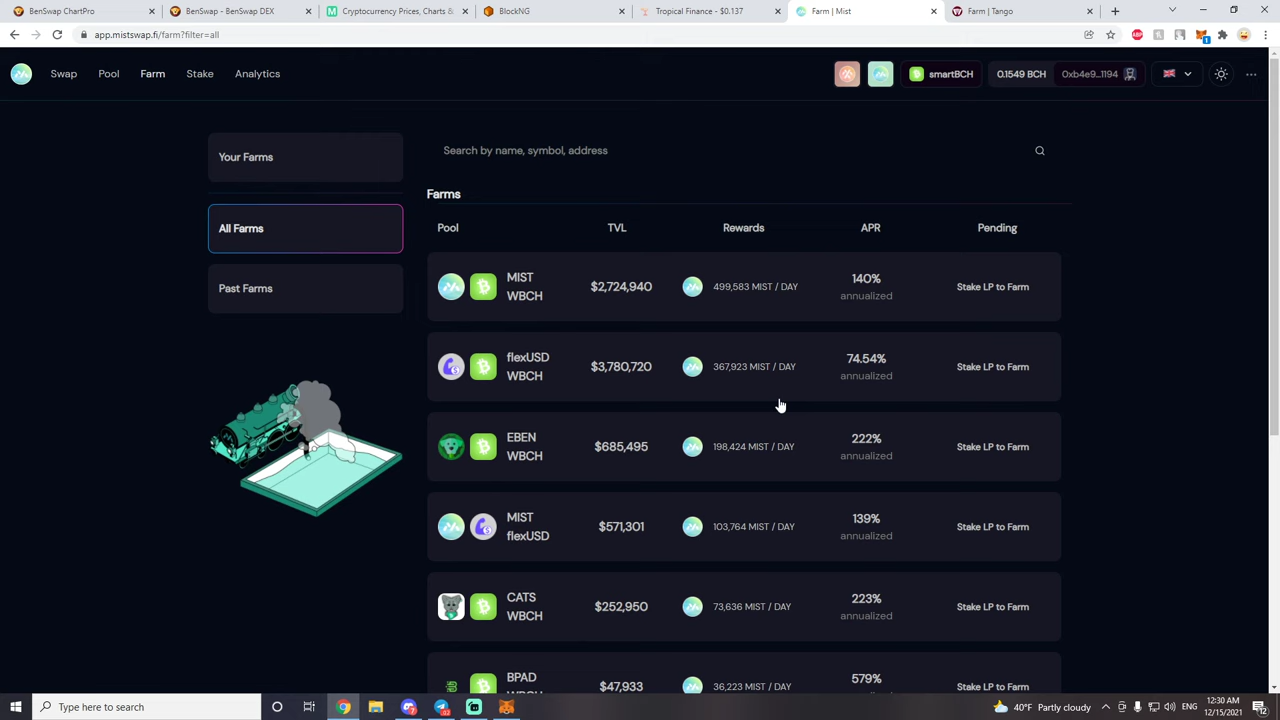 BenSwap ChartPro
BenSwap - BenSwap DEX
Cryptocurrency Prices, Charts &
BlockNG
Tropical Finance - $0.137
Farm | Mist
Farm | Tango
app.mistswap.fi/farm?filter=all
ABP
1
Swap
Pool
Farm
Stake
Analytics
smartBCH
0.1549 BCH
0xb4e9...1194
Your Farms
All Farms
Past Farms
Search by name, symbol, address
Farms
Pool TVL Rewards APR Pending
MIST
WBCH
$2,724,940
499,583 MIST / DAY
140%
annualized
Stake LP to Farm
flexUSD
WBCH
$3,780,720
367,923 MIST / DAY
74.54%
annualized
Stake LP to Farm
EBEN
WBCH
$685,495
198,424 MIST / DAY
222%
annualized
Stake LP to Farm
MIST
flexUSD
$571,301
103,764 MIST / DAY
139%
annualized
Stake LP to Farm
CATS
WBCH
$252,950
73,636 MIST / DAY
223%
annualized
Stake LP to Farm
BPAD
WBCH
$47,933
36,223 MIST / DAY
579%
annualized
Stake LP to Farm
Type here to search
40°F Partly cloudy
12:30 AM
12/15/2021
12